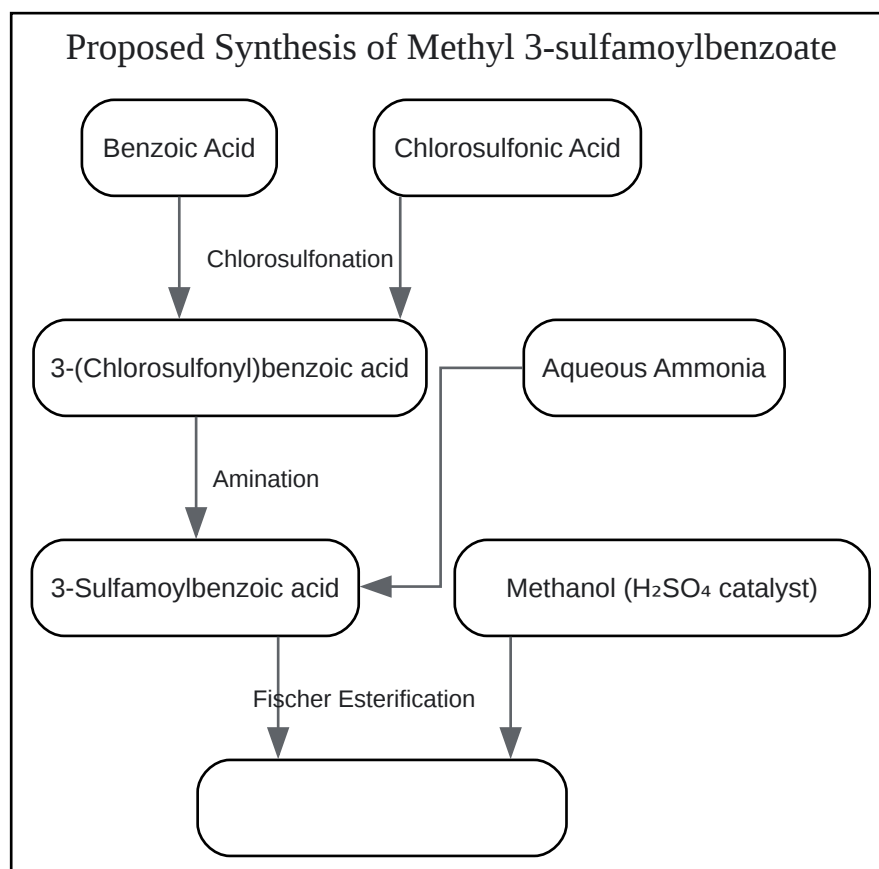 Proposed Synthesis of Methyl 3-sulfamoylbenzoate
Benzoic Acid
Chlorosulfonic Acid
Chlorosulfonation
3-(Chlorosulfonyl)benzoic acid
Aqueous Ammonia
Amination
3-Sulfamoylbenzoic acid
Methanol (H₂SO₄ catalyst)
Fischer Esterification